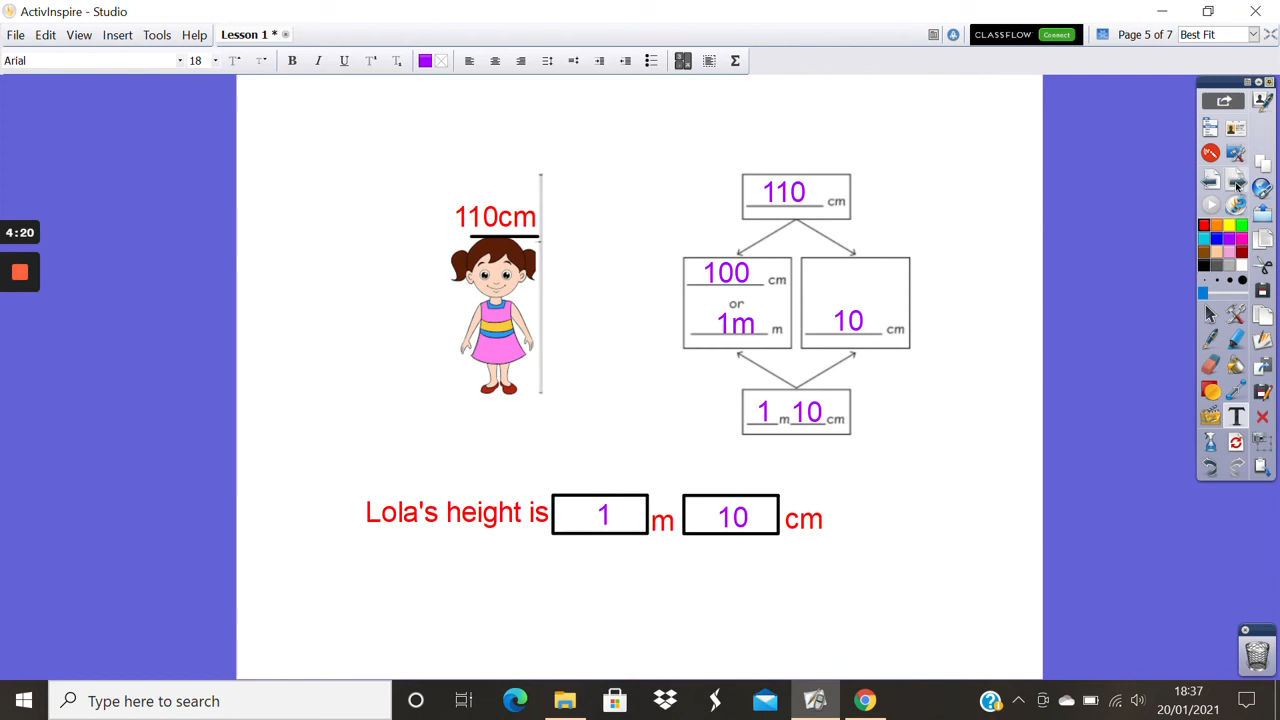 ActivInspire - Studio
File Edit View Insert Tools Help Lesson 1 * CLASSFLOW Connect Page 5 of 7 Best Fit
Arial 18 B I U
4:20
110cm
110 cm
100 cm
or
1m m
10 cm
1 m 10 cm
Lola's height is 1 m 10 cm
Type here to search
18:37
20/01/2021